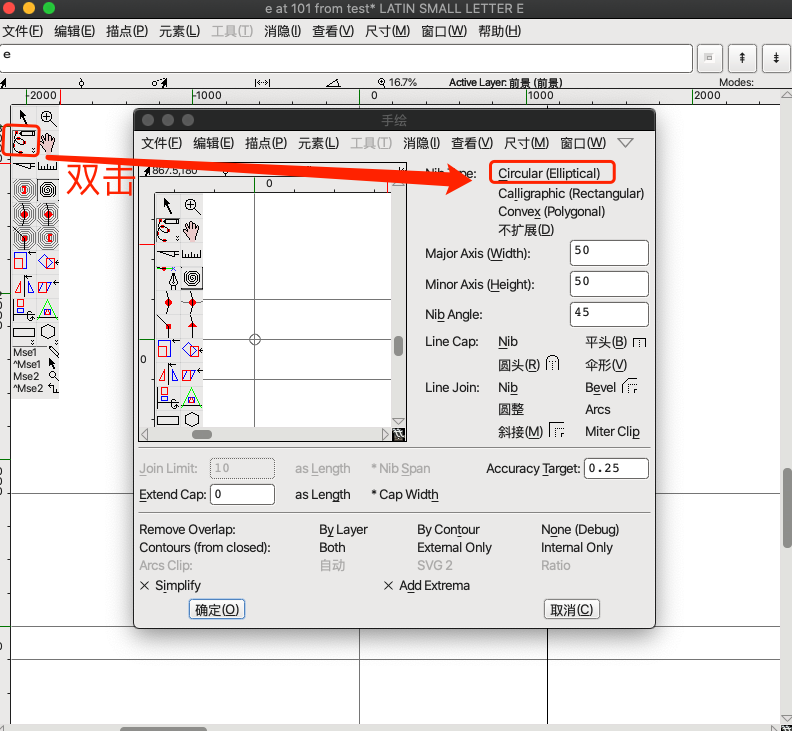 e at 101 from test* LATIN SMALL LETTER E
文件(F) 编辑(E) 描点(P) 元素(L) 工具(T) 消隐(I) 查看(V) 尺寸(M) 窗口(W) 帮助(H)
e
16.7% Active Layer: 前景 (前景) Modes:
-2000 -1000 0 1000 2000
手绘
文件(F) 编辑(E) 描点(P) 元素(L) 工具(T) 消隐(I) 查看(V) 尺寸(M) 窗口(W)
双击
867.5,180
0
0
Circular (Elliptical)
Calligraphic (Rectangular)
Convex (Polygonal)
不扩展(D)
Major Axis (Width): 50
Minor Axis (Height): 50
Nib Angle: 45
Line Cap: Nib 平头(B)
圆头(R) 伞形(V)
Line Join: Nib Bevel
圆整 Arcs
斜接(M) Miter Clip
Mse1
^Mse1
Mse2
^Mse2
Join Limit: 10 as Length * Nib Span Accuracy Target: 0.25
Extend Cap: 0 as Length * Cap Width
Remove Overlap: By Layer By Contour None (Debug)
Contours (from closed): Both External Only Internal Only
Arcs Clip: 自动 SVG 2 Ratio
Simplify Add Extrema
确定(O) 取消(C)